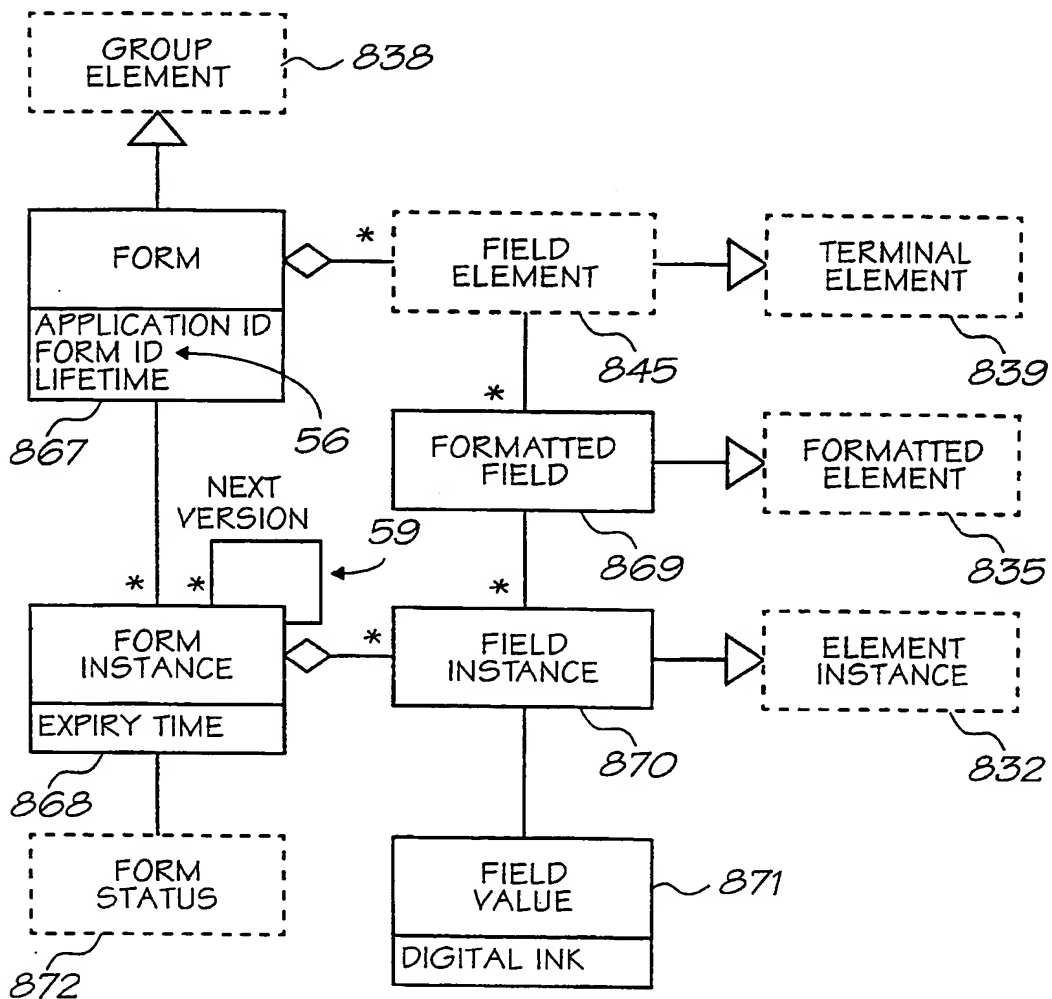 GROUP
ELEMENT
838
FORM
*
FIELD
ELEMENT
TERMINAL
ELEMENT
APPLICATION ID
FORM ID
LIFETIME
867
56
845
839
*
FORMATTED
FIELD
FORMATTED
ELEMENT
NEXT
VERSION
59
869
835
*
*
*
FORM
INSTANCE
*
FIELD
INSTANCE
ELEMENT
INSTANCE
EXPIRY TIME
868
870
832
FORM
STATUS
872
FIELD
VALUE
871
DIGITAL INK